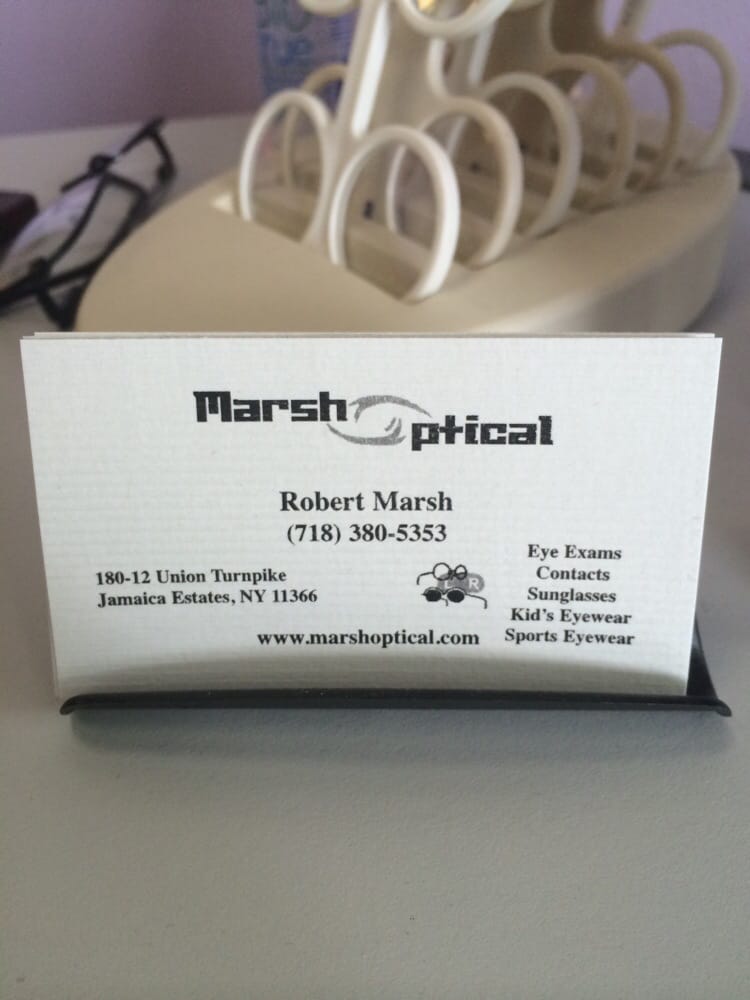 Marsh Optical
Robert Marsh
(718) 380-5353
180-12 Union Turnpike
Jamaica Estates, NY 11366
L R
www.marshoptical.com
Eye Exams
Contacts
Sunglasses
Kid's Eyewear
Sports Eyewear